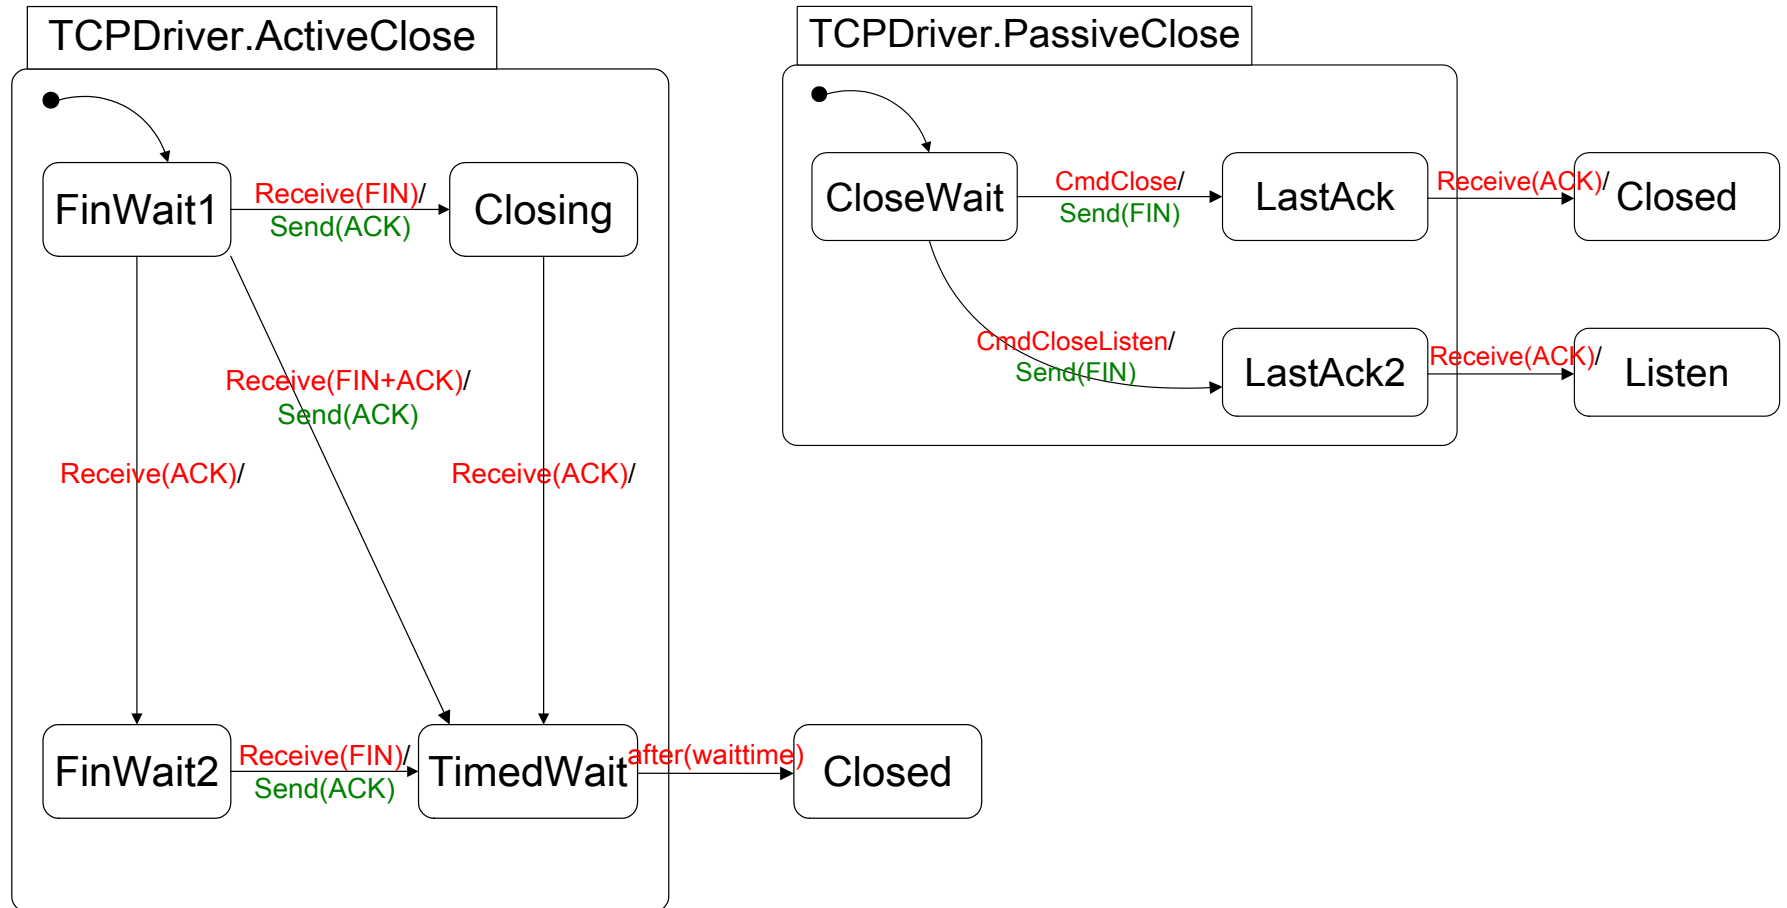 TCPDriver.ActiveClose
FinWait1
Receive(FIN)/
Send(ACK)
Closing
Receive(FIN+ACK)/
Send(ACK)
Receive(ACK)/
Receive(ACK)/
FinWait2
Receive(FIN)/
Send(ACK)
TimedWait
after(waittime)
Closed
TCPDriver.PassiveClose
CloseWait
CmdClose/
Send(FIN)
LastAck
Receive(ACK)/
Closed
CmdCloseListen/
Send(FIN)
LastAck2
Receive(ACK)/
Listen